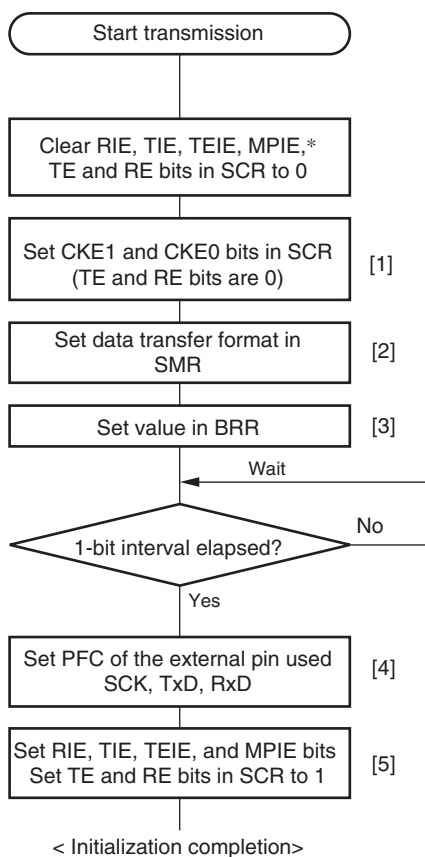 Start transmission
Clear RIE, TIE, TEIE, MPIE,*
TE and RE bits in SCR to 0
Set CKE1 and CKE0 bits in SCR
(TE and RE bits are 0)
[1]
Set data transfer format in
SMR
[2]
Set value in BRR
[3]
Wait
1-bit interval elapsed?
No
Yes
Set PFC of the external pin used
SCK, TxD, RxD
[4]
Set RIE, TIE, TEIE, and MPIE bits
Set TE and RE bits in SCR to 1
[5]
< Initialization completion>